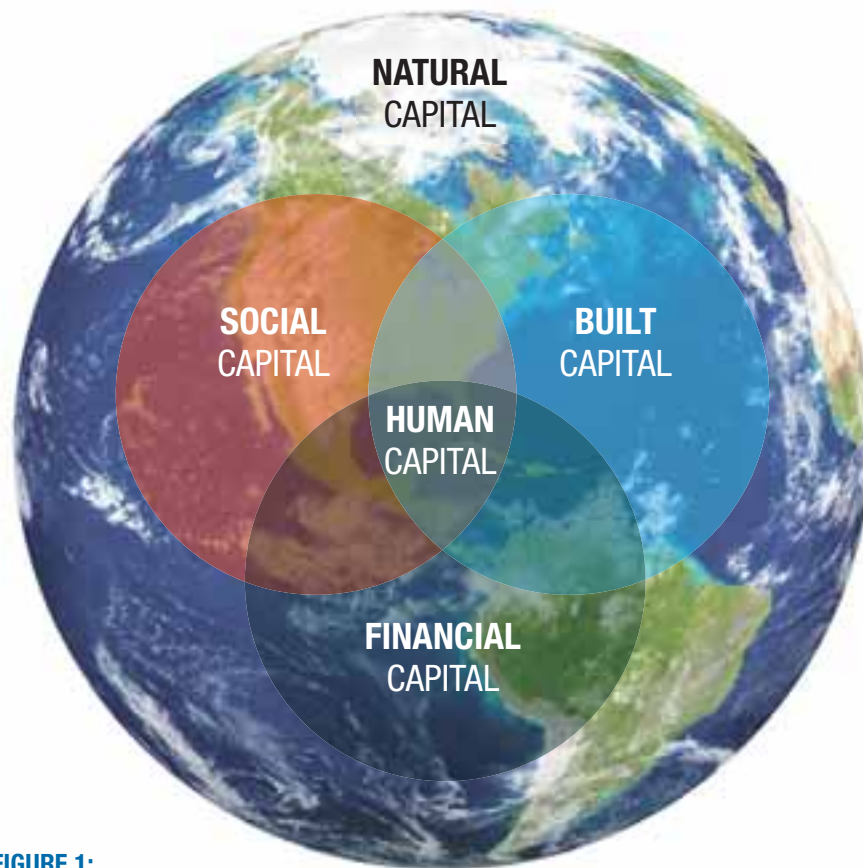 NATURAL
CAPITAL
SOCIAL
CAPITAL
BUILT
CAPITAL
HUMAN
CAPITAL
FINANCIAL
CAPITAL
FIGURE 1: